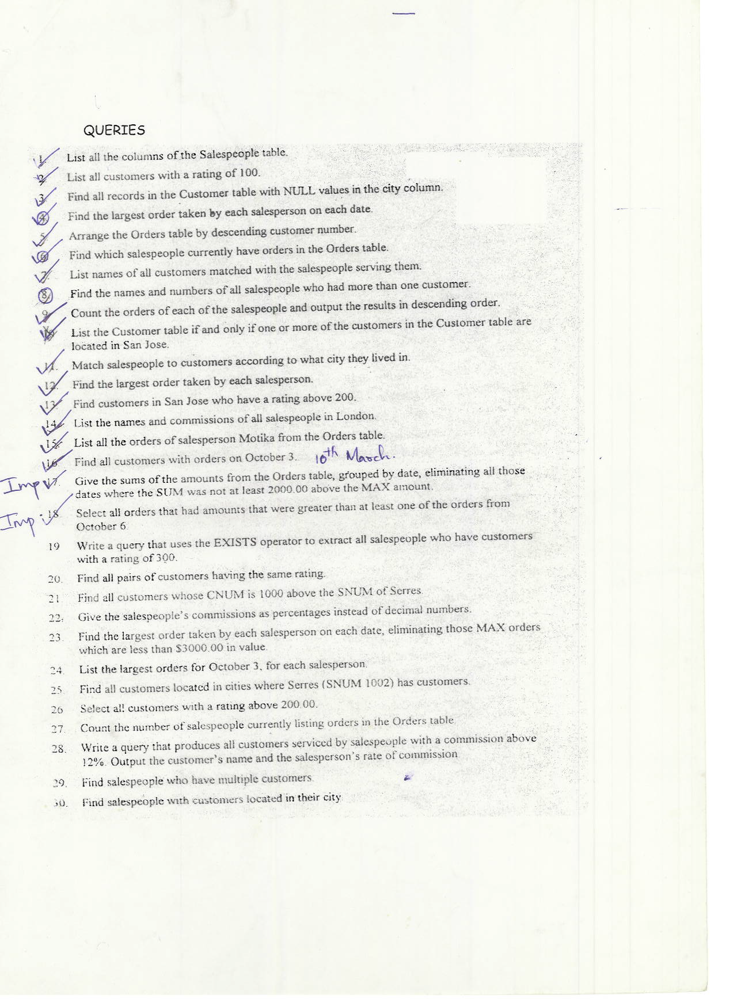 QUERIES
1. List all the columns of the Salespeople table.
2. List all customers with a rating of 100.
3. Find all records in the Customer table with NULL values in the city column.
4. Find the largest order taken by each salesperson on each date.
5. Arrange the Orders table by descending customer number.
6. Find which salespeople currently have orders in the Orders table.
7. List names of all customers matched with the salespeople serving them.
8. Find the names and numbers of all salespeople who had more than one customer.
9. Count the orders of each of the salespeople and output the results in descending order.
10 List the Customer table if and only if one or more of the customers in the Customer table are
located in San Jose.
11. Match salespeople to customers according to what city they lived in.
12. Find the largest order taken by each salesperson.
13. Find customers in San Jose who have a rating above 200.
14. List the names and commissions of all salespeople in London.
15. List all the orders of salesperson Motika from the Orders table.
16. Find all customers with orders on October 3. 10th March.
Imp 17. Give the sums of the amounts from the Orders table, grouped by date, eliminating all those
dates where the SUM was not at least 2000.00 above the MAX amount.
Imp 18. Select all orders that had amounts that were greater than at least one of the orders from
October 6.
19 Write a query that uses the EXISTS operator to extract all salespeople who have customers
with a rating of 300.
20. Find all pairs of customers having the same rating.
21 Find all customers whose CNUM is 1000 above the SNUM of Serres.
22. Give the salespeople's commissions as percentages instead of decimal numbers.
23. Find the largest order taken by each salesperson on each date, eliminating those MAX orders
which are less than $3000.00 in value.
24. List the largest orders for October 3, for each salesperson.
25. Find all customers located in cities where Serres (SNUM 1002) has customers.
26 Select all customers with a rating above 200.00.
27. Count the number of salespeople currently listing orders in the Orders table.
28. Write a query that produces all customers serviced by salespeople with a commission above
12%. Output the customer's name and the salesperson's rate of commission.
29. Find salespeople who have multiple customers.
30. Find salespeople with customers located in their city.